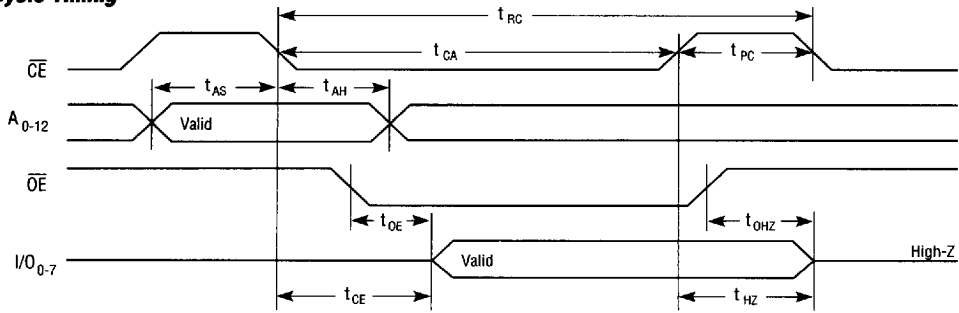 Cycle Timing
t RC
t CA
t PC
CE
t AS
t AH
A 0-12
Valid
OE
t OE
t OHZ
I/O 0-7
Valid
High-Z
t CE
t HZ